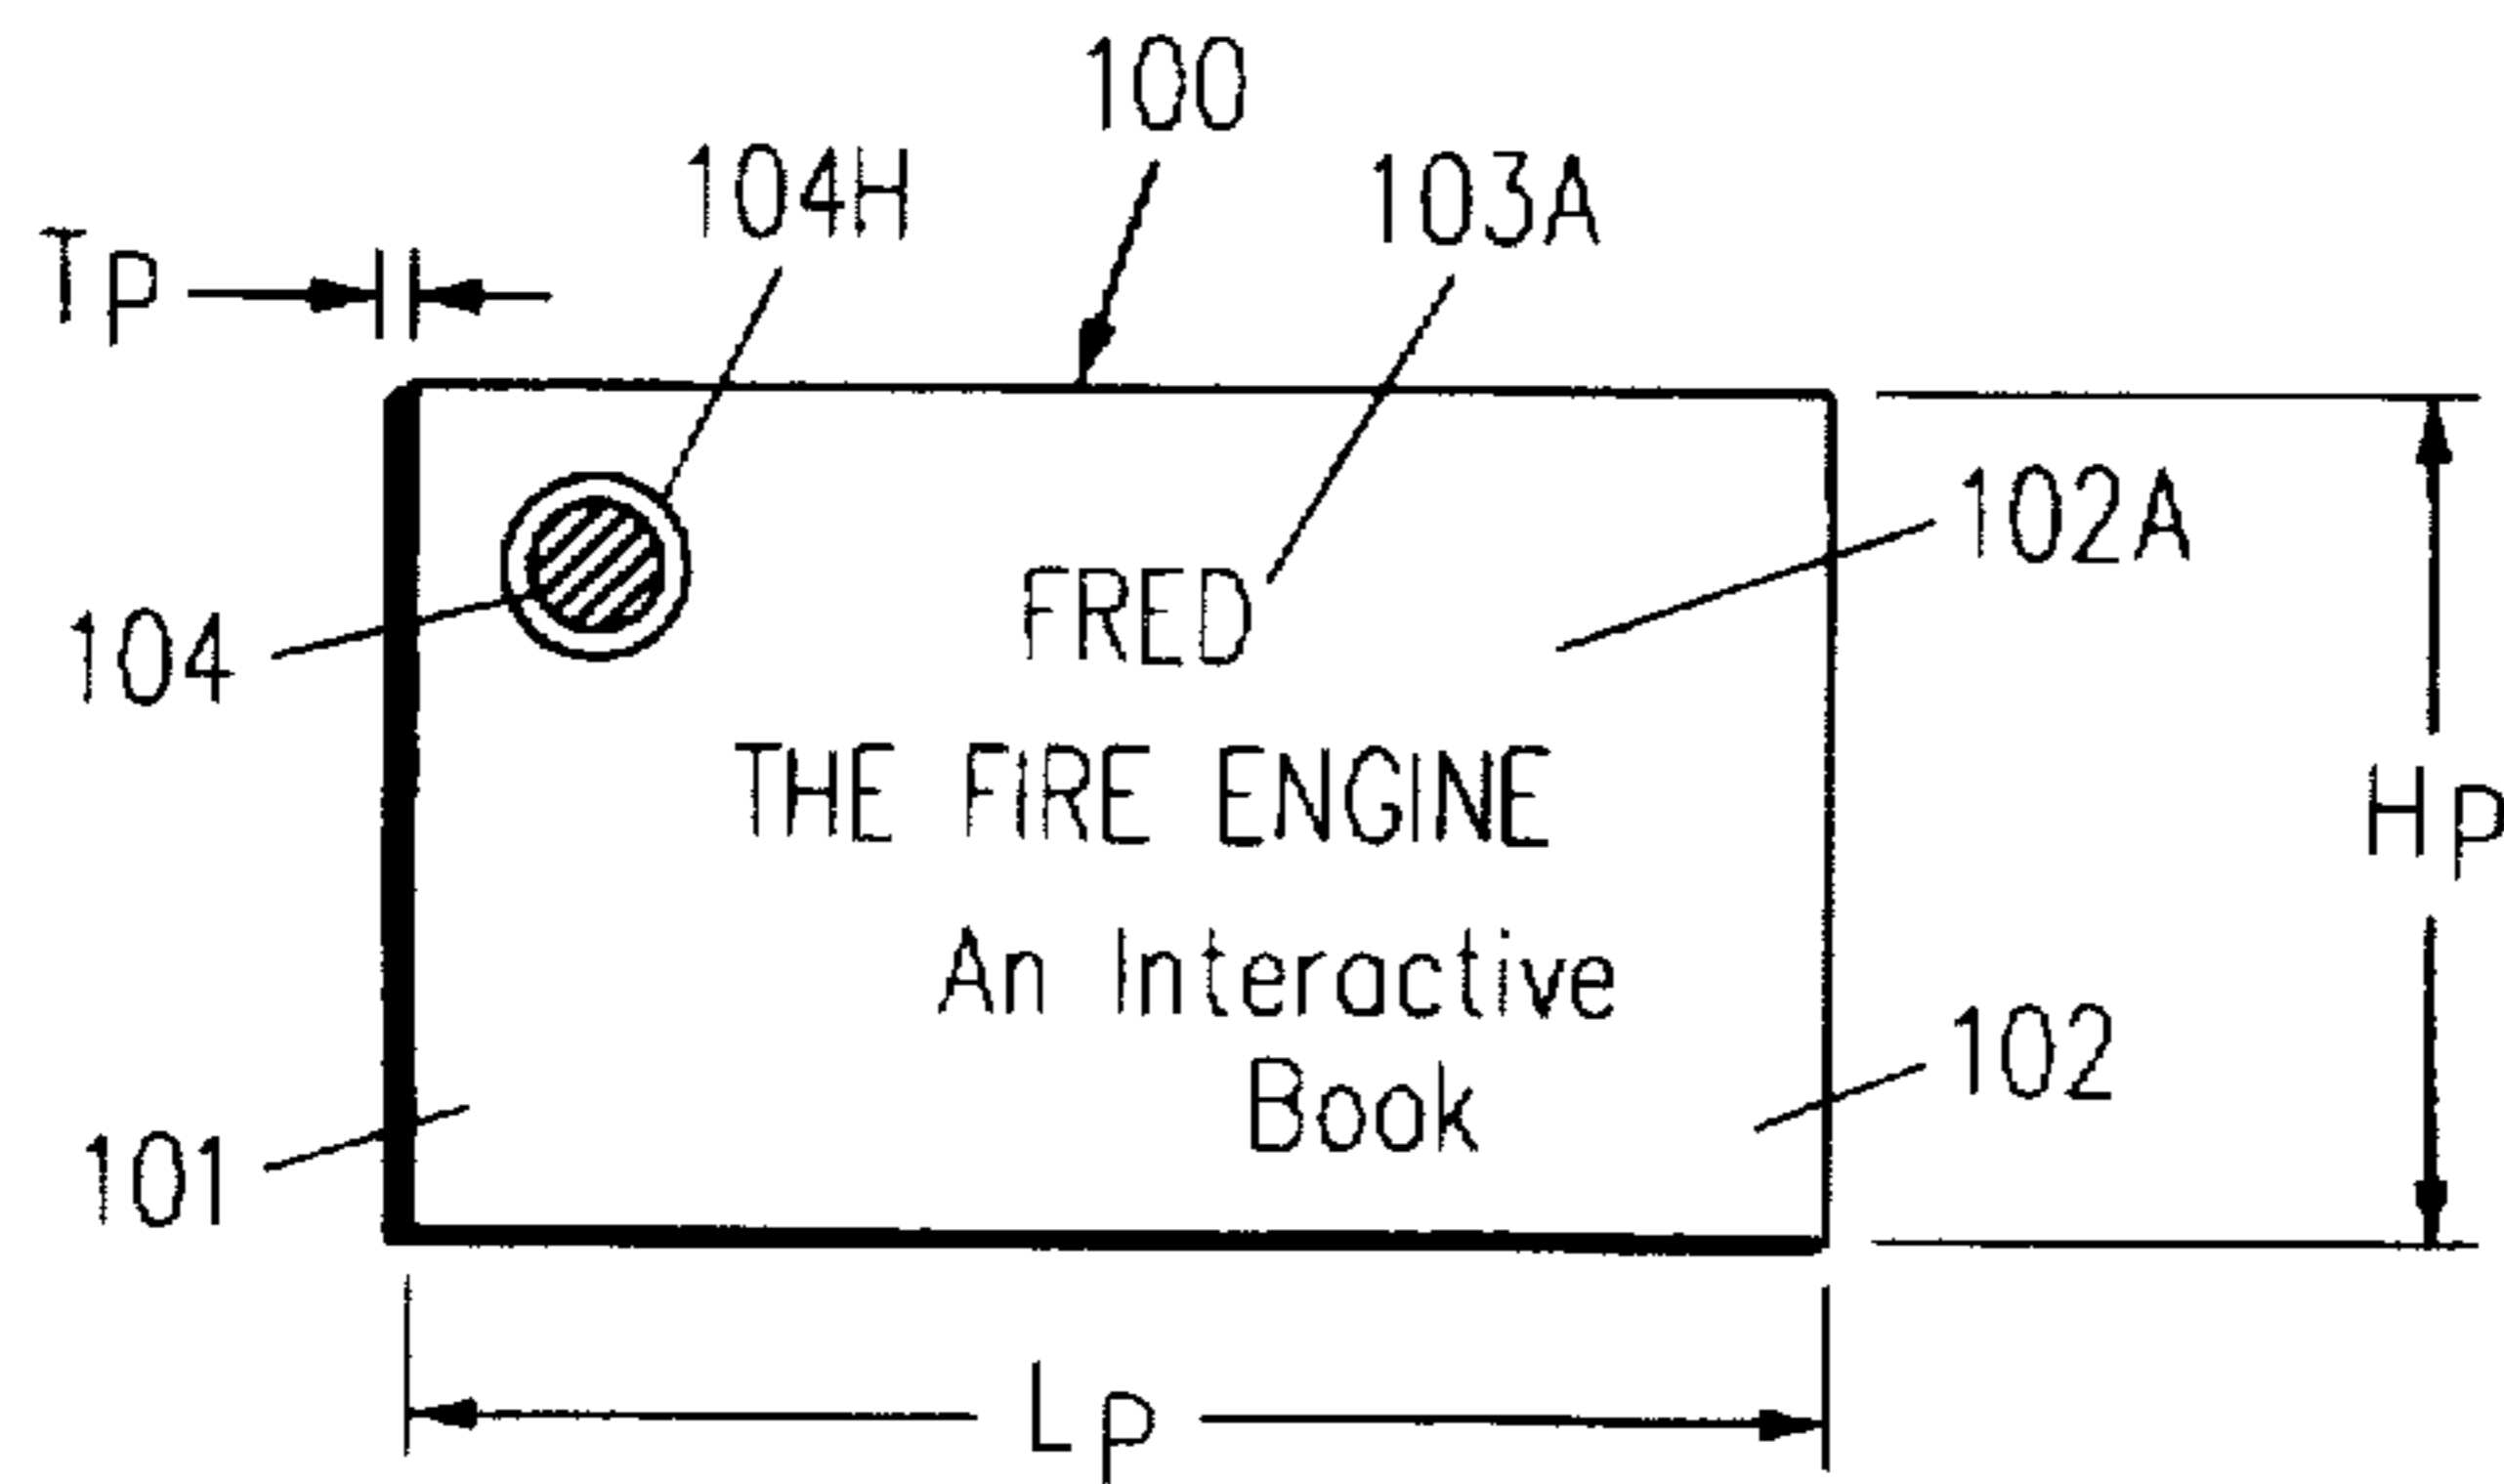 100
104H
103A
TP
102A
104
FRED
THE FIRE ENGINE
HP
An Interactive
102
Book
101
LP